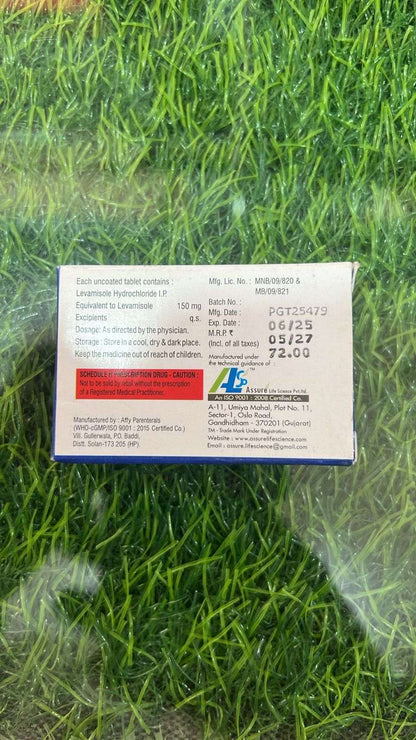 Each uncoated tablet contains :
Levamisole Hydrochloride I.P.
Equivalent to Levamisole 150 mg
Excipients q.s.
Dosage: As directed by the physician.
Storage : Store in a cool, dry & dark place.
Keep the medicine out of reach of children.
SCHEDULE H PRESCRIPTION DRUG - CAUTION :
Not to be sold by retail without the prescription
of a Registered Medical Practitioner.
Manufactured by : Affy Parenterals
(WHO-cGMP/ISO 9001 : 2015 Certified Co.)
Vill. Gullerwala, P.O. Baddi,
Distt. Solan-173 205 (HP)
Mfg. Lic. No. : MNB/09/820 &
MB/09/821
Batch No. :
Mfg. Date : PGT25479
Exp. Date : 06/25
M.R.P. ₹ 05/27
(Incl. of all taxes) 72.00
Manufactured under
the technical guidance of :
ALSP TM
Assure Life Science Pvt.Ltd.
An ISO 9001 : 2008 Certified Co.
A-11, Umiya Mahal, Plot No. 11,
Sector-1, Oslo Road,
Gandhidham - 370201 (Gujarat)
TM - Trade Mark Under Registration
Website : www.assurelifescience.com
Email : assure.lifescience@gmail.com